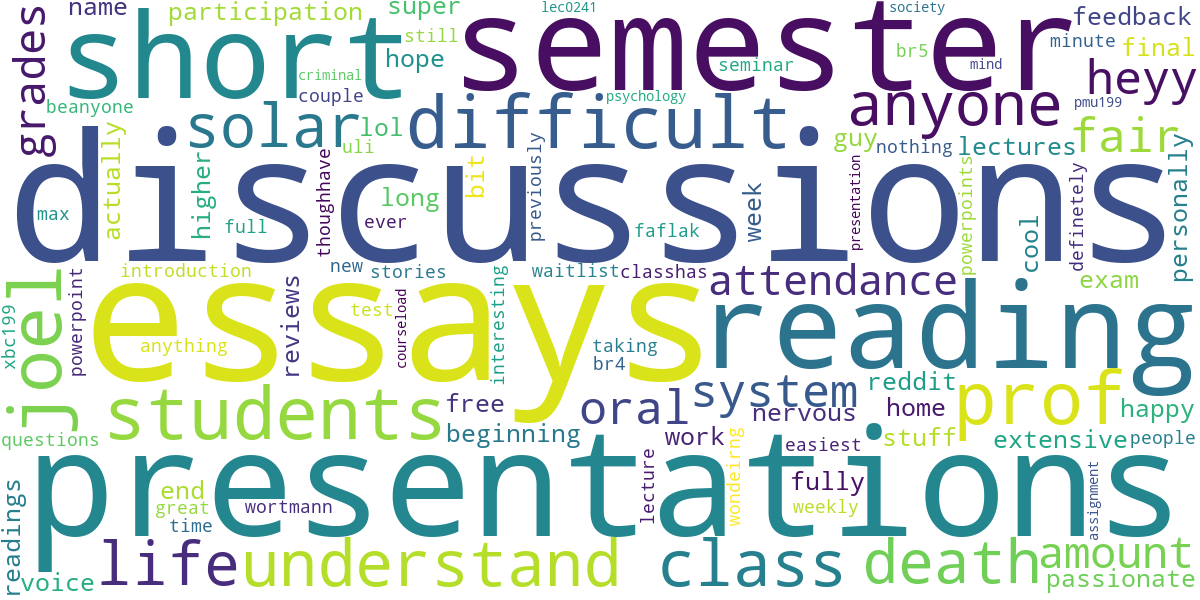 name
participation
super
lec0241
society
feedback
grades
short
still
semester
br5
minute
final
hope
seminar
mind
heyy
criminal
couple
beanyone
psychology
anyone
pmu199
solar
lol
difficult
guy
nothing
lectures
fair
uli
actually
higher
thoughhave
bit
previously
week
presentation
powerpoints
cool
definetely
personally
discussions
max
full
long
ever
faflak
introduction
new
stories
waitlist
classhas
attendance
exam
joel
powerpoint
reviews
interesting
essays
reading
xbc199
test
courseload
anything
taking
br4
students
free
oral
system
reddit
prof
nervous
home
happy
questions
beginning
work
easiest
stuff
extensive
people
presentations
readings
end
great
wortmann
time
lecture
wondeirng
fully
weekly
assignment
voice
life
understand
class
death
amount
passionate